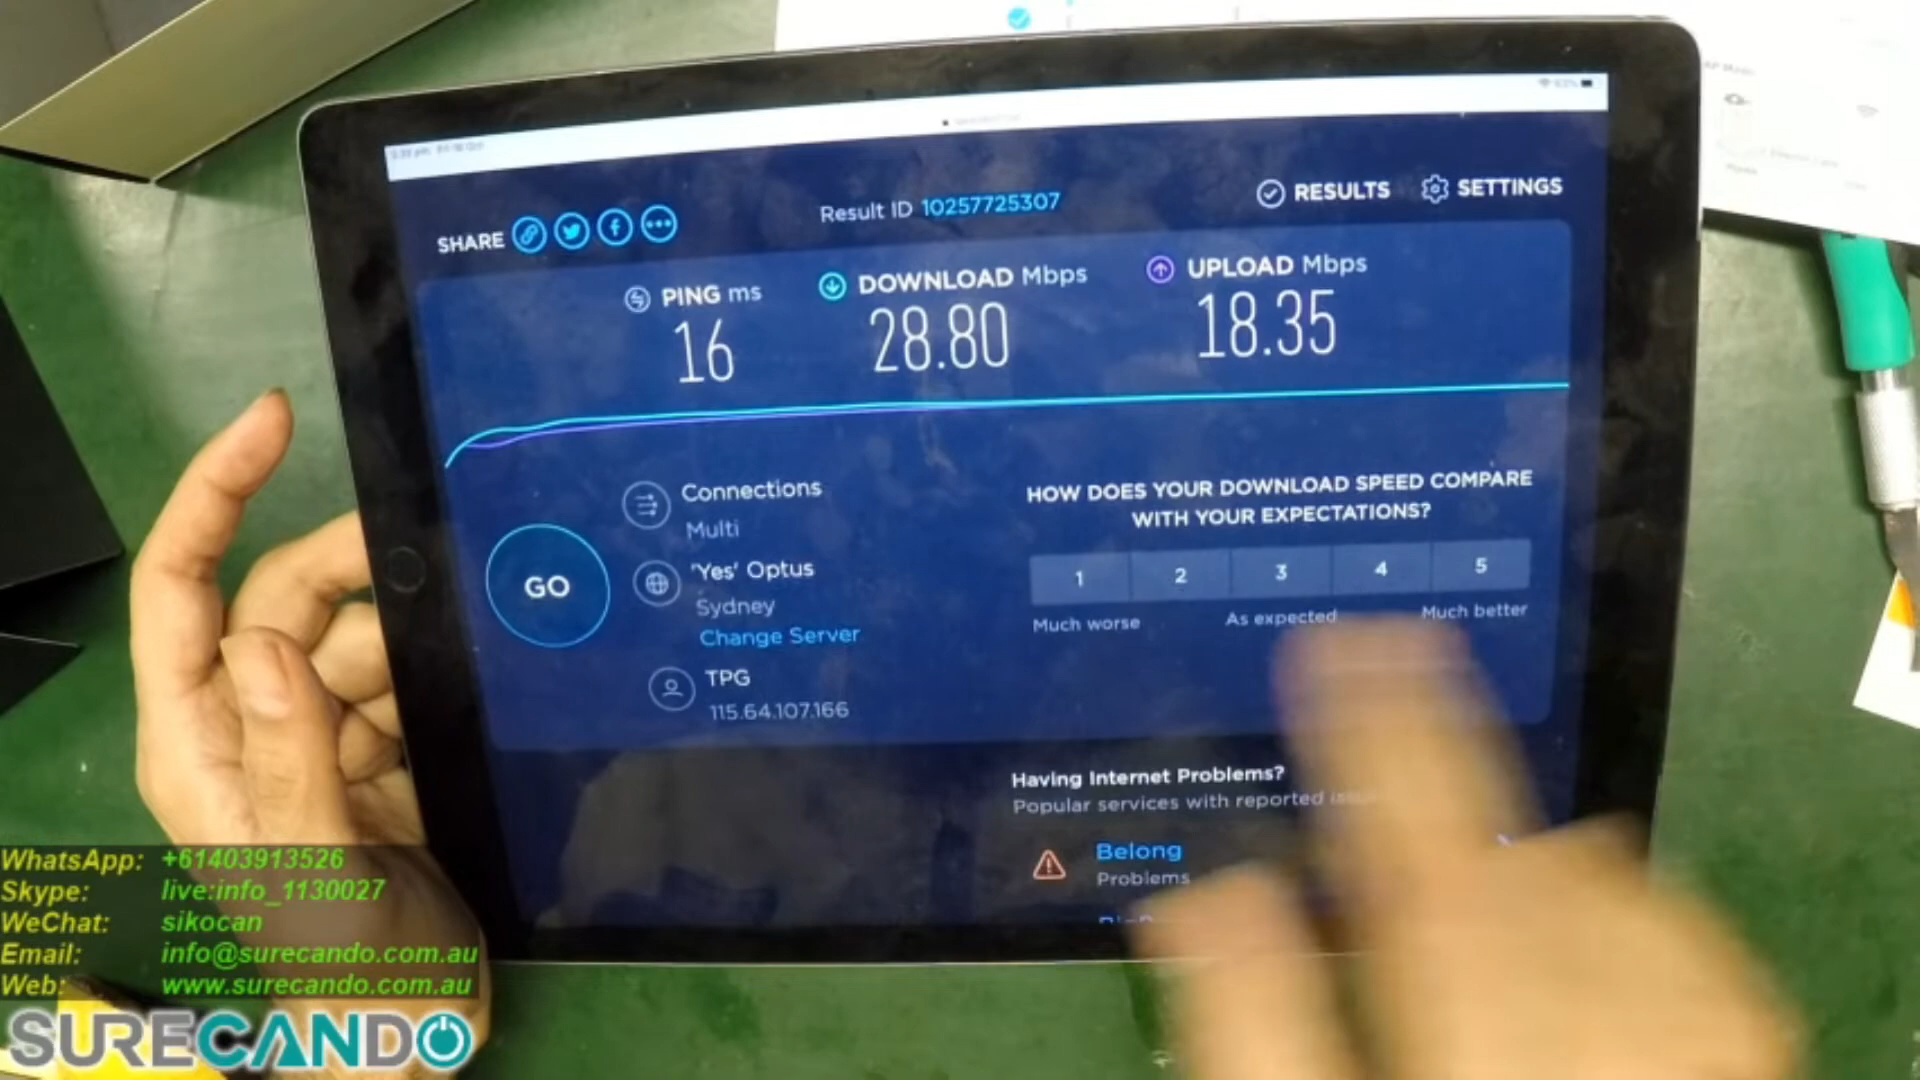 SHARE
Result ID 10257725307
RESULTS
SETTINGS
PING ms
16
DOWNLOAD Mbps
28.80
UPLOAD Mbps
18.35
GO
Connections
Multi
'Yes' Optus
Sydney
Change Server
TPG
115.64.107.166
HOW DOES YOUR DOWNLOAD SPEED COMPARE
WITH YOUR EXPECTATIONS?
1 2 3 4 5
Much worse As expected Much better
Having Internet Problems?
Popular services with reported
Belong
Problems
WhatsApp: +61403913526
Skype: live:info_1130027
WeChat: sikocan
Email: info@surecando.com.au
Web: www.surecando.com.au
SURECANDO